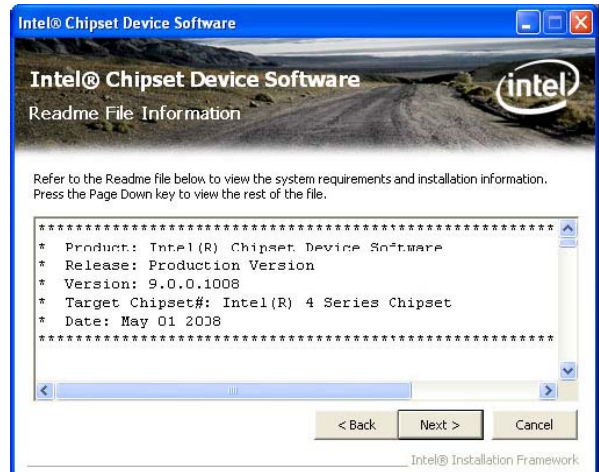 Intel® Chipset Device Software
Intel® Chipset Device Software
Readme File Information
intel
Refer to the Readme file below to view the system requirements and installation information.
Press the Page Down key to view the rest of the file.
********************************************************
* Product: Intel(R) Chipset Device Software
* Release: Production Version
* Version: 9.0.0.1008
* Target Chipset#: Intel(R) 4 Series Chipset
* Date: May 01 2008
********************************************************
< Back Next > Cancel
Intel® Installation Framework